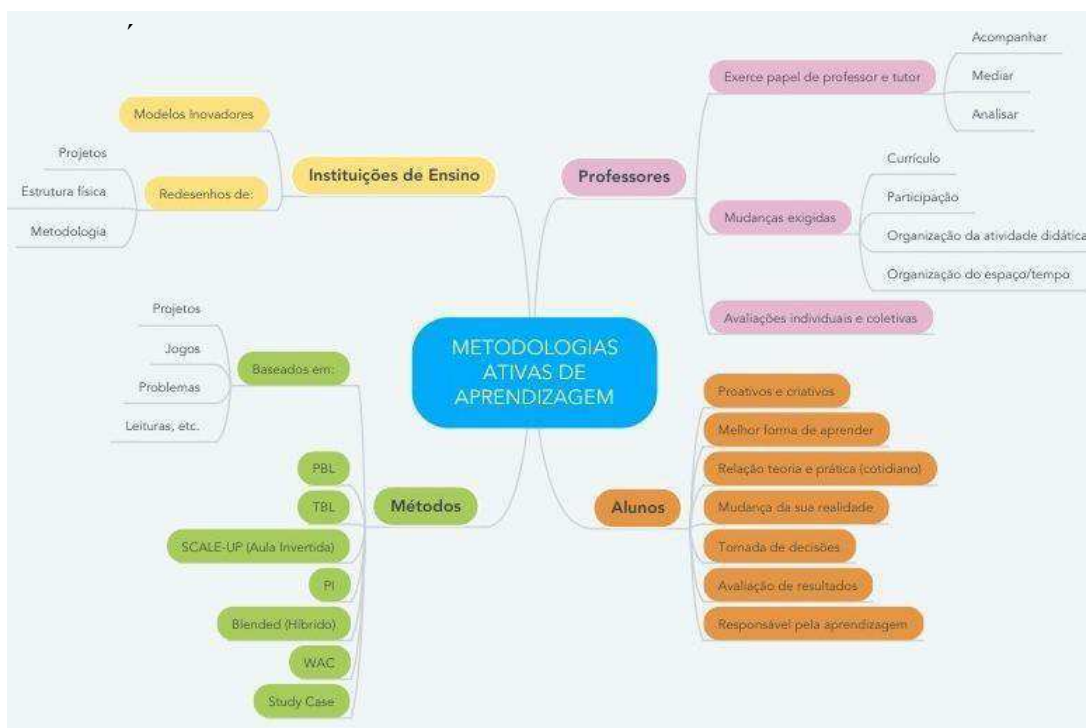 METODOLOGIAS
ATIVAS DE
APRENDIZAGEM
Instituições de Ensino
Modelos Inovadores
Redesenhos de:
Projetos
Estrutura física
Metodologia
Professores
Exerce papel de professor e tutor
Acompanhar
Mediar
Analisar
Mudanças exigidas
Currículo
Participação
Organização da atividade didática
Organização do espaço/tempo
Avaliações individuais e coletivas
Métodos
Baseados em:
Projetos
Jogos
Problemas
Leituras, etc.
PBL
TBL
SCALE-UP (Aula Invertida)
PI
Blended (Híbrido)
WAC
Study Case
Alunos
Proativos e criativos
Melhor forma de aprender
Relação teoria e prática (cotidiano)
Mudança da sua realidade
Tomada de decisões
Avaliação de resultados
Responsável pela aprendizagem